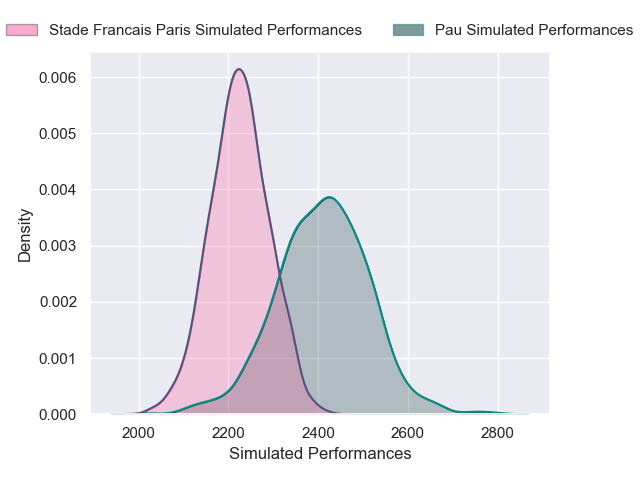 Stade Francais Paris Simulated Performances
Pau Simulated Performances
0.006
0.005
0.004
0.003
0.002
0.001
0.000
Density
2000 2200 2400 2600 2800
Simulated Performances